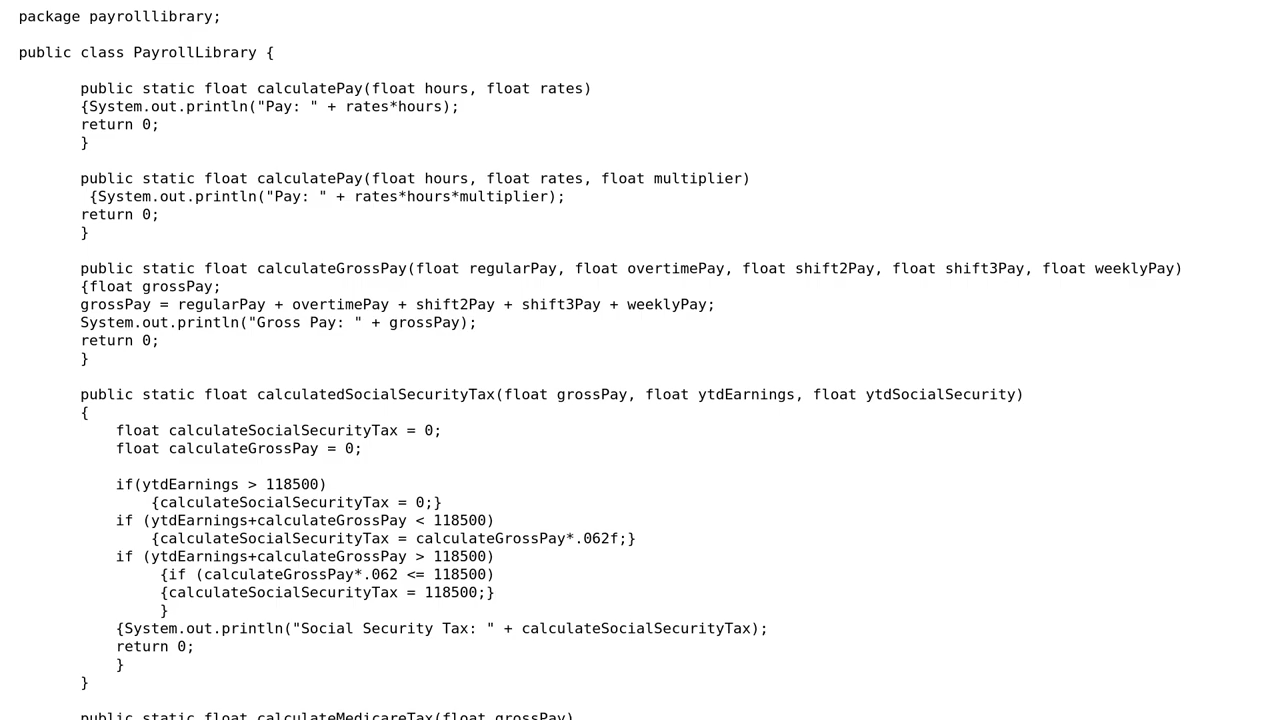 package payrolllibrary;
public class PayrollLibrary {
public static float calculatePay(float hours, float rates)
{System.out.println("Pay: " + rates*hours);
return 0;
}
public static float calculatePay(float hours, float rates, float multiplier)
{System.out.println("Pay: " + rates*hours*multiplier);
return 0;
}
public static float calculateGrossPay(float regularPay, float overtimePay, float shift2Pay, float shift3Pay, float weeklyPay)
{float grossPay;
grossPay = regularPay + overtimePay + shift2Pay + shift3Pay + weeklyPay;
System.out.println("Gross Pay: " + grossPay);
return 0;
}
public static float calculatedSocialSecurityTax(float grossPay, float ytdEarnings, float ytdSocialSecurity)
{
float calculateSocialSecurityTax = 0;
float calculateGrossPay = 0;
if(ytdEarnings > 118500)
{calculateSocialSecurityTax = 0;}
if (ytdEarnings+calculateGrossPay < 118500)
{calculateSocialSecurityTax = calculateGrossPay*.062f;}
if (ytdEarnings+calculateGrossPay > 118500)
{if (calculateGrossPay*.062 <= 118500)
{calculateSocialSecurityTax = 118500;}
}
{System.out.println("Social Security Tax: " + calculateSocialSecurityTax);
return 0;
}
}
public static float calculateMedicareTax(float grossPay)